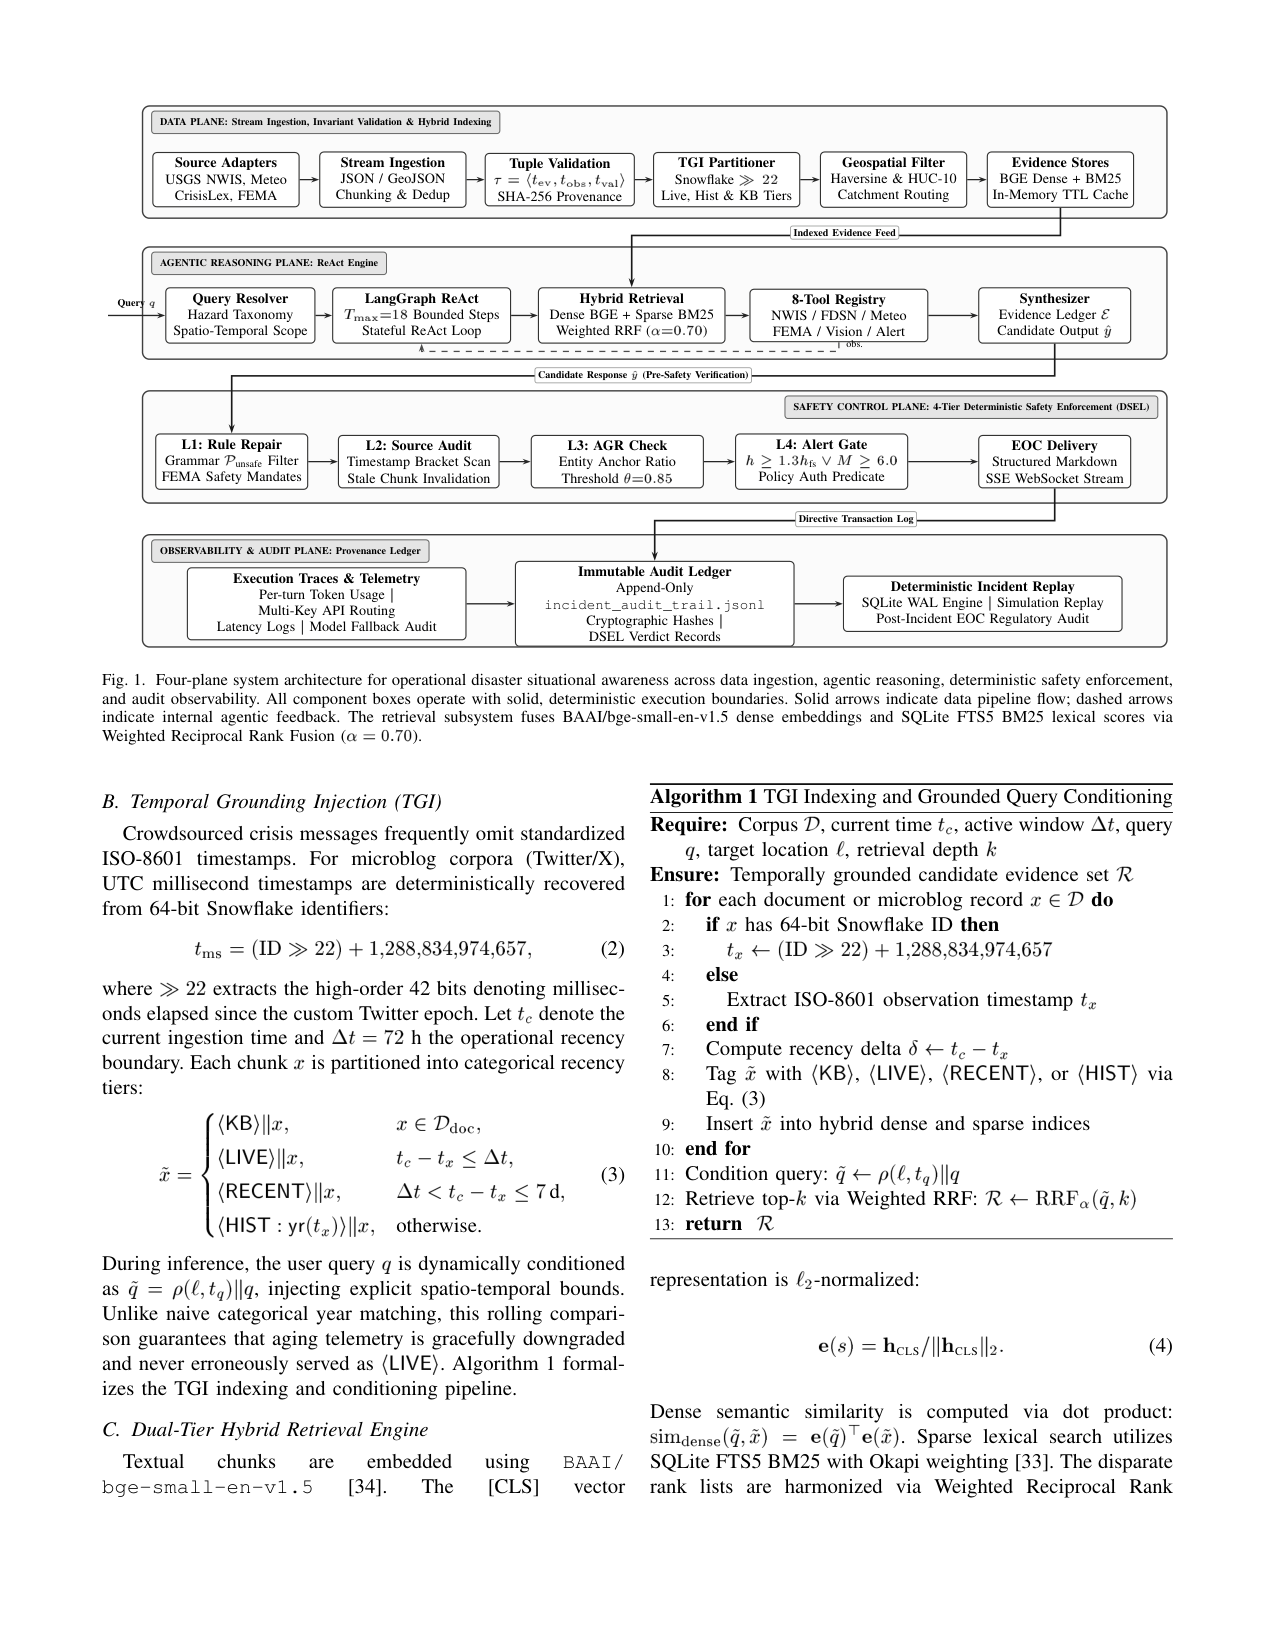 DATA PLANE: Stream Ingestion, Invariant Validation & Hybrid Indexing
Source Adapters
USGS NWIS, Meteo
CrisisLex, FEMA
Stream Ingestion
JSON / GeoJSON
Chunking & Dedup
Tuple Validation
τ = ⟨t_ev, t_obs, t_val⟩
SHA-256 Provenance
TGI Partitioner
Snowflake ≫ 22
Live, Hist & KB Tiers
Geospatial Filter
Haversine & HUC-10
Catchment Routing
Evidence Stores
BGE Dense + BM25
In-Memory TTL Cache
Indexed Evidence Feed
AGENTIC REASONING PLANE: ReAct Engine
Query q
Query Resolver
Hazard Taxonomy
Spatio-Temporal Scope
LangGraph ReAct
T_max=18 Bounded Steps
Stateful ReAct Loop
Hybrid Retrieval
Dense BGE + Sparse BM25
Weighted RRF (α=0.70)
8-Tool Registry
NWIS / FDSN / Meteo
FEMA / Vision / Alert
obs.
Synthesizer
Evidence Ledger ℰ
Candidate Output ŷ
Candidate Response ŷ (Pre-Safety Verification)
SAFETY CONTROL PLANE: 4-Tier Deterministic Safety Enforcement (DSEL)
L1: Rule Repair
Grammar 𝒫_unsafe Filter
FEMA Safety Mandates
L2: Source Audit
Timestamp Bracket Scan
Stale Chunk Invalidation
L3: AGR Check
Entity Anchor Ratio
Threshold θ=0.85
L4: Alert Gate
h ≥ 1.3h_fs ∨ M ≥ 6.0
Policy Auth Predicate
EOC Delivery
Structured Markdown
SSE WebSocket Stream
Directive Transaction Log
OBSERVABILITY & AUDIT PLANE: Provenance Ledger
Execution Traces & Telemetry
Per-turn Token Usage |
Multi-Key API Routing
Latency Logs | Model Fallback Audit
Immutable Audit Ledger
Append-Only
incident_audit_trail.jsonl
Cryptographic Hashes |
DSEL Verdict Records
Deterministic Incident Replay
SQLite WAL Engine | Simulation Replay
Post-Incident EOC Regulatory Audit
Fig. 1. Four-plane system architecture for operational disaster situational awareness across data ingestion, agentic reasoning, deterministic safety enforcement,
and audit observability. All component boxes operate with solid, deterministic execution boundaries. Solid arrows indicate data pipeline flow; dashed arrows
indicate internal agentic feedback. The retrieval subsystem fuses BAAI/bge-small-en-v1.5 dense embeddings and SQLite FTS5 BM25 lexical scores via
Weighted Reciprocal Rank Fusion (α = 0.70).
B. Temporal Grounding Injection (TGI)
Crowdsourced crisis messages frequently omit standardized
ISO-8601 timestamps. For microblog corpora (Twitter/X),
UTC millisecond timestamps are deterministically recovered
from 64-bit Snowflake identifiers:
t_ms = (ID ≫ 22) + 1,288,834,974,657, (2)
where ≫ 22 extracts the high-order 42 bits denoting millisec-
onds elapsed since the custom Twitter epoch. Let t_c denote the
current ingestion time and Δt = 72 h the operational recency
boundary. Each chunk x is partitioned into categorical recency
tiers:
x̃ = { ⟨KB⟩∥x, x ∈ 𝒟_doc,
⟨LIVE⟩∥x, t_c − t_x ≤ Δt,
⟨RECENT⟩∥x, Δt < t_c − t_x ≤ 7 d, (3)
⟨HIST : yr(t_x)⟩∥x, otherwise.
During inference, the user query q is dynamically conditioned
as q̃ = ρ(ℓ, t_q)∥q, injecting explicit spatio-temporal bounds.
Unlike naive categorical year matching, this rolling compari-
son guarantees that aging telemetry is gracefully downgraded
and never erroneously served as ⟨LIVE⟩. Algorithm 1 formal-
izes the TGI indexing and conditioning pipeline.
C. Dual-Tier Hybrid Retrieval Engine
Textual chunks are embedded using BAAI/
bge-small-en-v1.5 [34]. The [CLS] vector
Algorithm 1 TGI Indexing and Grounded Query Conditioning
Require: Corpus 𝒟, current time t_c, active window Δt, query
q, target location ℓ, retrieval depth k
Ensure: Temporally grounded candidate evidence set ℛ
1: for each document or microblog record x ∈ 𝒟 do
2: if x has 64-bit Snowflake ID then
3: t_x ← (ID ≫ 22) + 1,288,834,974,657
4: else
5: Extract ISO-8601 observation timestamp t_x
6: end if
7: Compute recency delta δ ← t_c − t_x
8: Tag x̃ with ⟨KB⟩, ⟨LIVE⟩, ⟨RECENT⟩, or ⟨HIST⟩ via
Eq. (3)
9: Insert x̃ into hybrid dense and sparse indices
10: end for
11: Condition query: q̃ ← ρ(ℓ, t_q)∥q
12: Retrieve top-k via Weighted RRF: ℛ ← RRF_α(q̃, k)
13: return ℛ
representation is ℓ₂-normalized:
e(s) = h_CLS/∥h_CLS∥₂. (4)
Dense semantic similarity is computed via dot product:
sim_dense(q̃, x̃) = e(q̃)^⊤e(x̃). Sparse lexical search utilizes
SQLite FTS5 BM25 with Okapi weighting [33]. The disparate
rank lists are harmonized via Weighted Reciprocal Rank